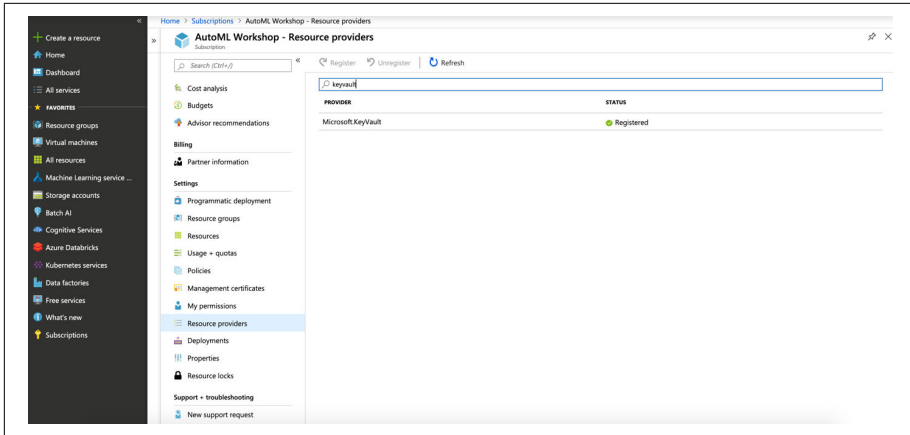 Home > Subscriptions > AutoML Workshop - Resource providers
AutoML Workshop - Resource providers
Subscription
Create a resource
Home
Dashboard
All services
FAVORITES
Resource groups
Virtual machines
All resources
Machine Learning service ...
Storage accounts
Batch AI
Cognitive Services
Azure Databricks
Kubernetes services
Data factories
Free services
What's new
Subscriptions
Search (Ctrl+/)
Cost analysis
Budgets
Advisor recommendations
Billing
Partner information
Settings
Programmatic deployment
Resource groups
Resources
Usage + quotas
Policies
Management certificates
My permissions
Resource providers
Deployments
Properties
Resource locks
Support + troubleshooting
New support request
Register Unregister Refresh
keyvault
PROVIDER STATUS
Microsoft.KeyVault Registered